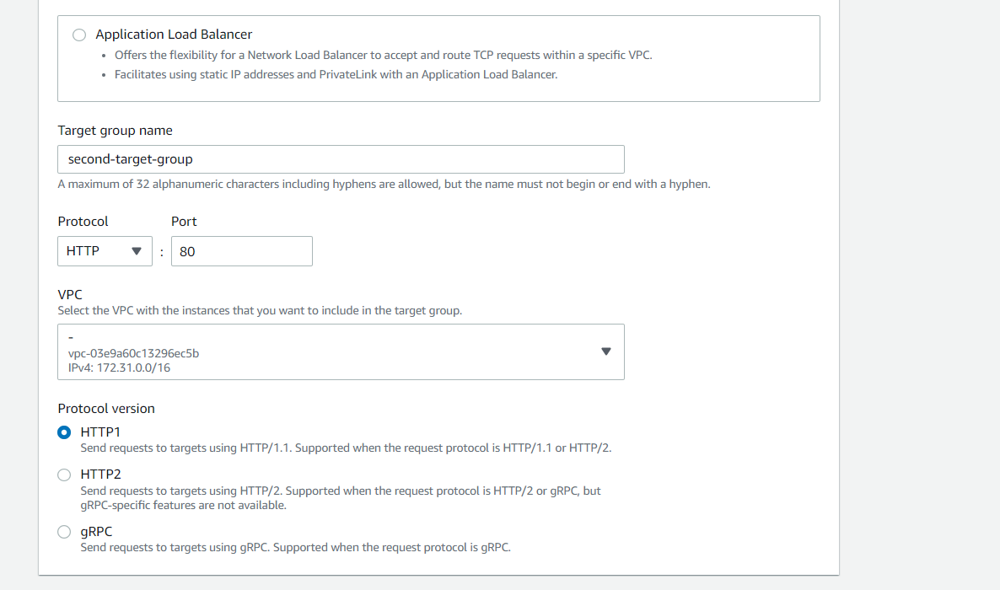 Application Load Balancer
• Offers the flexibility for a Network Load Balancer to accept and route TCP requests within a specific VPC.
• Facilitates using static IP addresses and PrivateLink with an Application Load Balancer.
Target group name
second-target-group
A maximum of 32 alphanumeric characters including hyphens are allowed, but the name must not begin or end with a hyphen.
Protocol Port
HTTP : 80
VPC
Select the VPC with the instances that you want to include in the target group.
-
vpc-03e9a60c13296ec5b
IPv4: 172.31.0.0/16
Protocol version
HTTP1
Send requests to targets using HTTP/1.1. Supported when the request protocol is HTTP/1.1 or HTTP/2.
HTTP2
Send requests to targets using HTTP/2. Supported when the request protocol is HTTP/2 or gRPC, but
gRPC-specific features are not available.
gRPC
Send requests to targets using gRPC. Supported when the request protocol is gRPC.